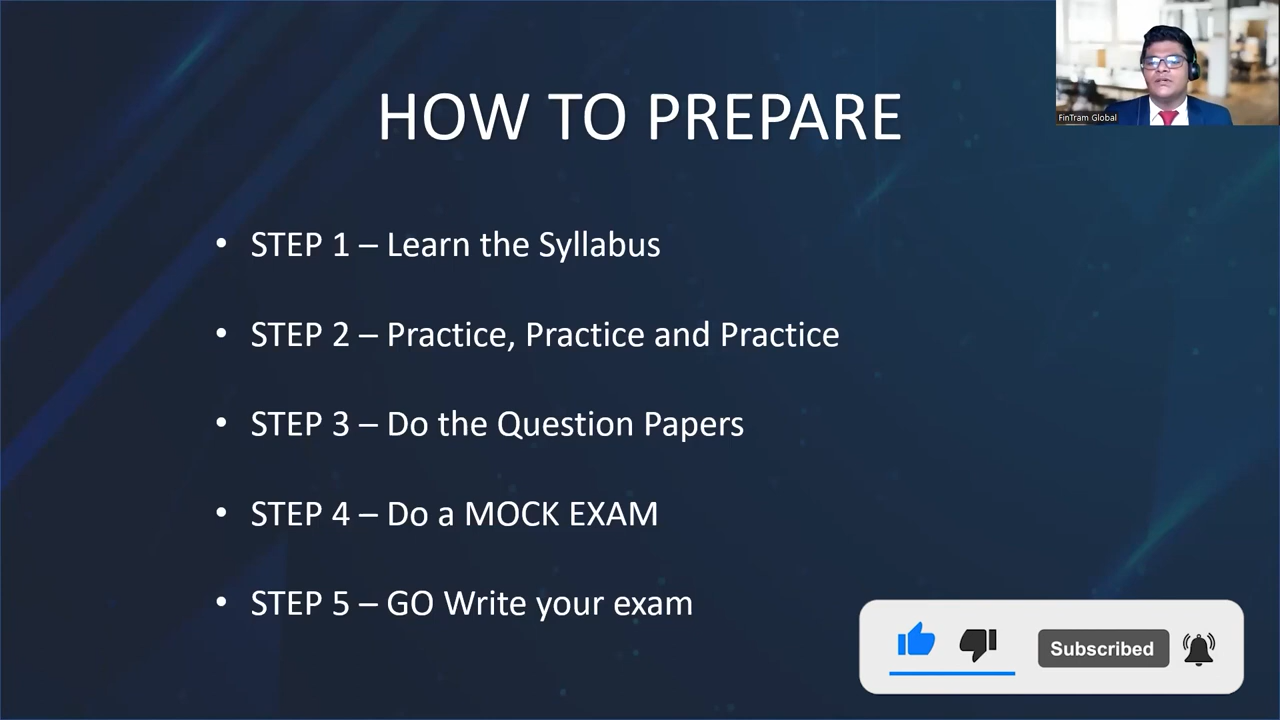 FinTram Global
HOW TO PREPARE
• STEP 1 – Learn the Syllabus
• STEP 2 – Practice, Practice and Practice
• STEP 3 – Do the Question Papers
• STEP 4 – Do a MOCK EXAM
• STEP 5 – GO Write your exam
Subscribed